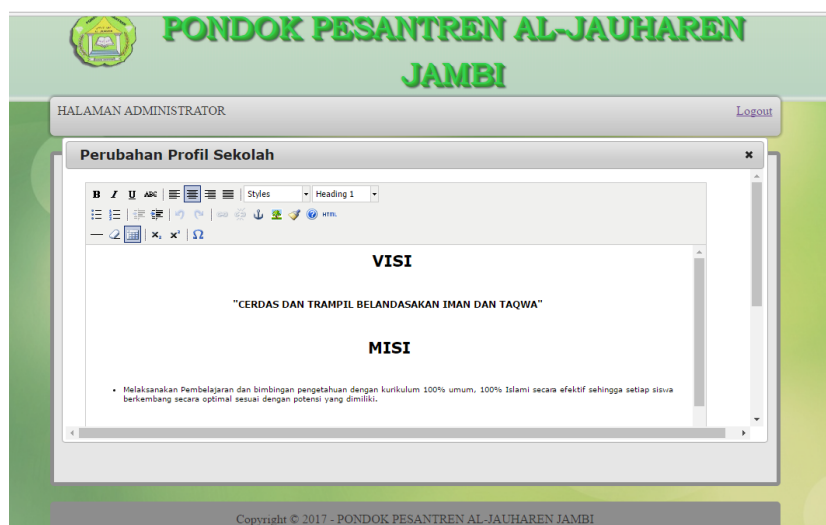 PONDOK PESANTREN AL-JAUHAREN
JAMBI
HALAMAN ADMINISTRATOR
Logout
Perubahan Profil Sekolah
B I U ABC Styles Heading 1
HTML
x₂ x² Ω
VISI
"CERDAS DAN TRAMPIL BELANDASAKAN IMAN DAN TAQWA"
MISI
• Melaksanakan Pembelajaran dan bimbingan pengetahuan dengan kurikulum 100% umum, 100% Islami secara efektif sehingga setiap siswa
berkembang secara optimal sesuai dengan potensi yang dimiliki.
Copyright © 2017 - PONDOK PESANTREN AL-JAUHAREN JAMBI